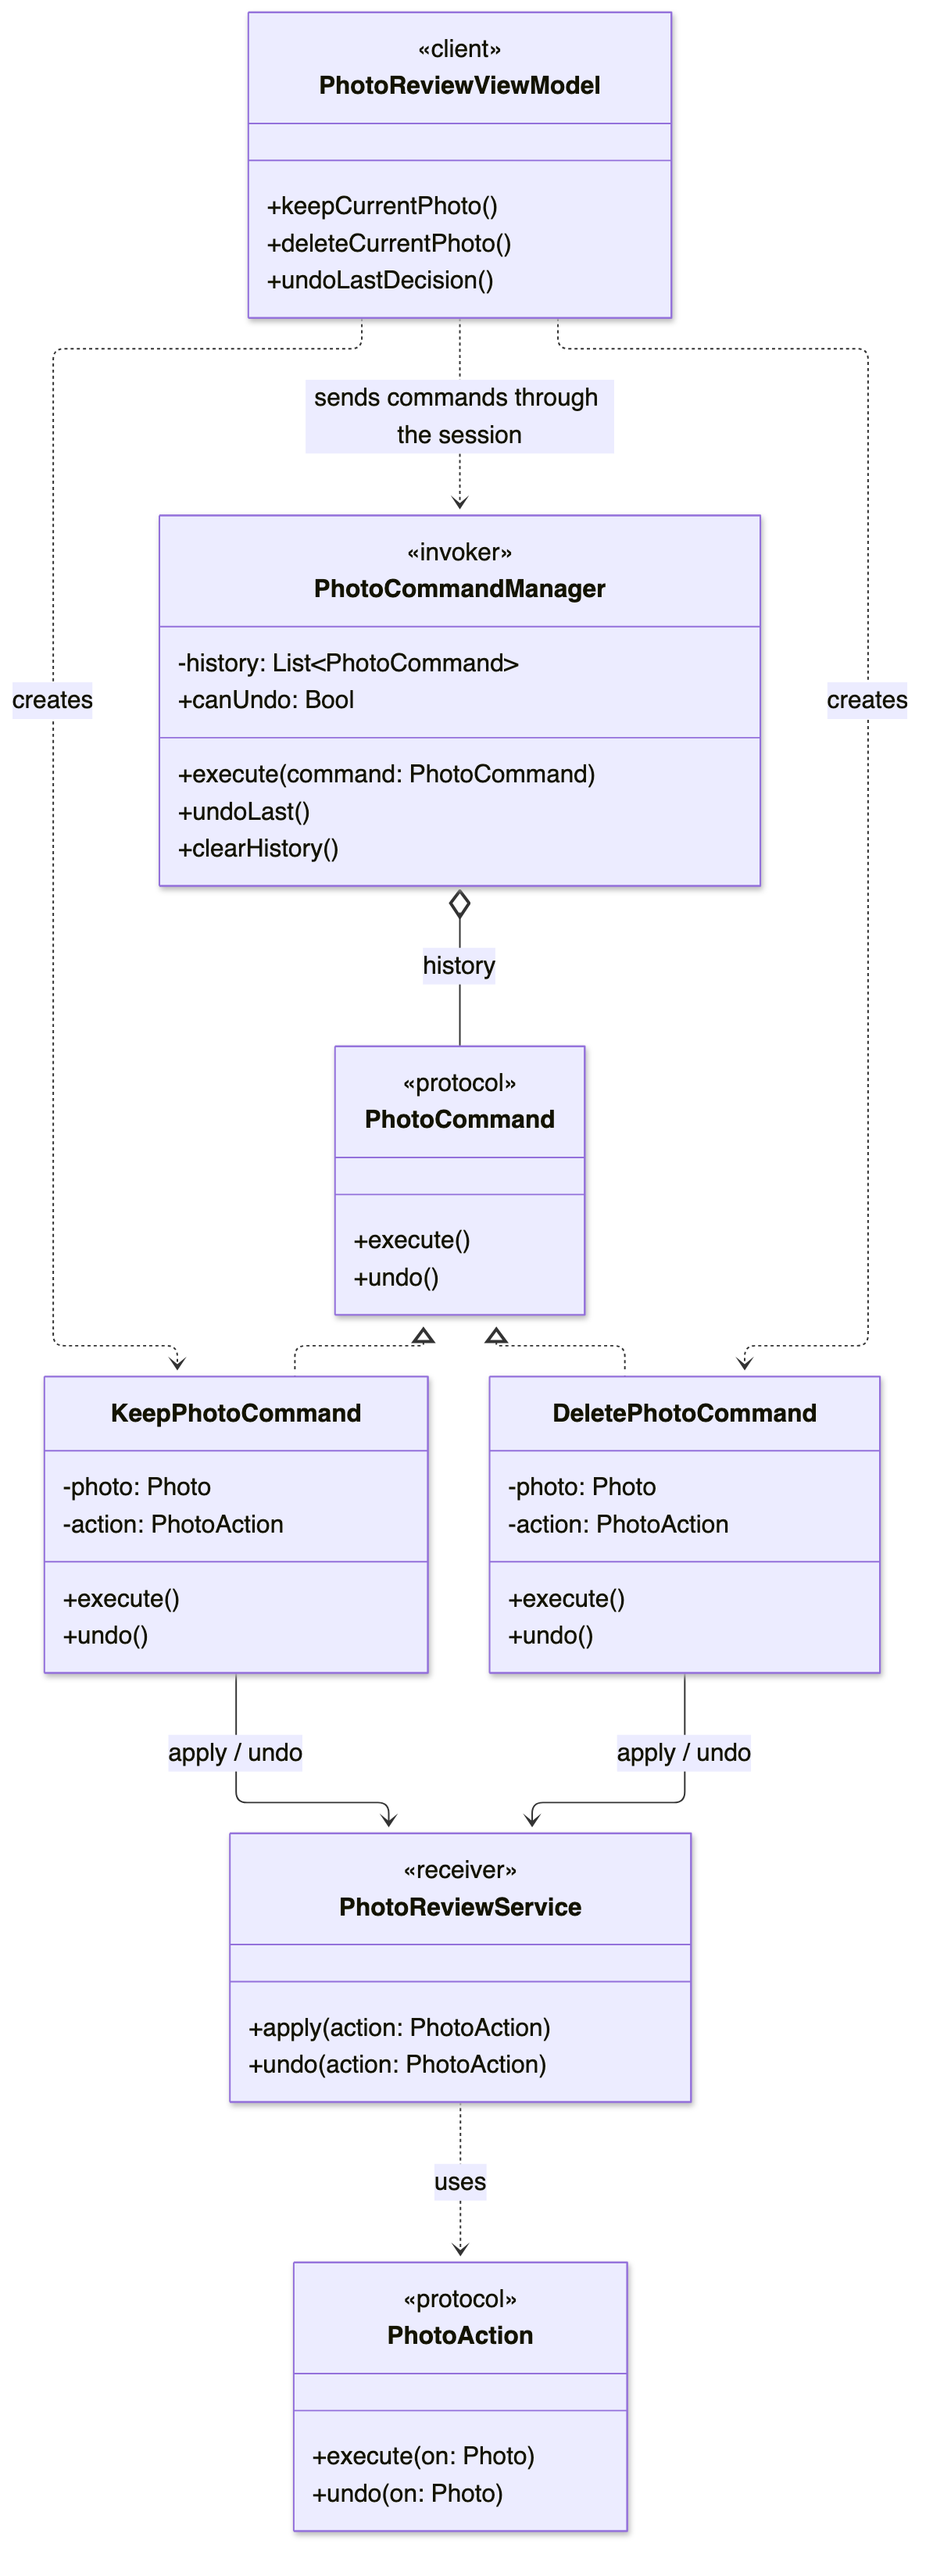 «client»
PhotoReviewViewModel
+keepCurrentPhoto()
+deleteCurrentPhoto()
+undoLastDecision()
sends commands through
the session
«invoker»
PhotoCommandManager
-history: List<PhotoCommand>
+canUndo: Bool
creates
creates
+execute(command: PhotoCommand)
+undoLast()
+clearHistory()
history
«protocol»
PhotoCommand
+execute()
+undo()
KeepPhotoCommand
-photo: Photo
-action: PhotoAction
+execute()
+undo()
DeletePhotoCommand
-photo: Photo
-action: PhotoAction
+execute()
+undo()
apply / undo
apply / undo
«receiver»
PhotoReviewService
+apply(action: PhotoAction)
+undo(action: PhotoAction)
uses
«protocol»
PhotoAction
+execute(on: Photo)
+undo(on: Photo)